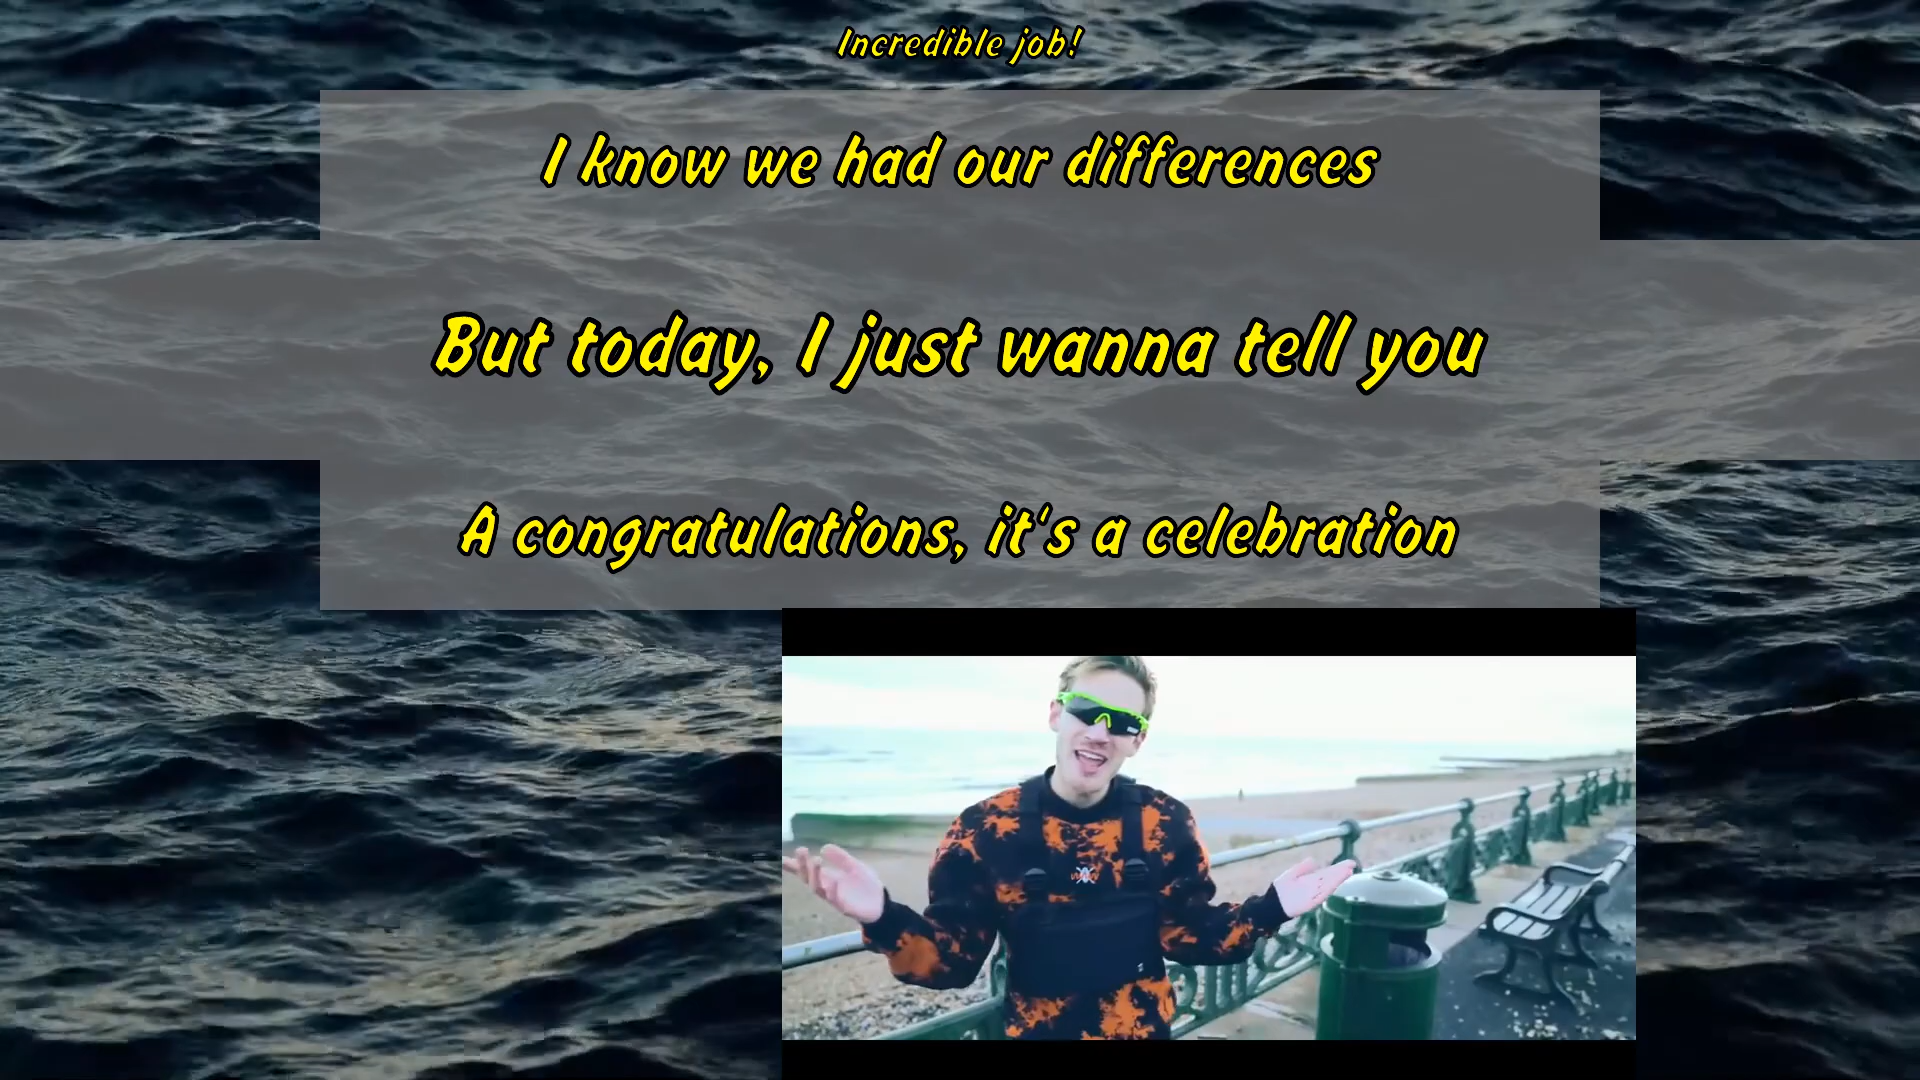 Incredible job!
I know we had our differences
But today, I just wanna tell you
A congratulations, it's a celebration